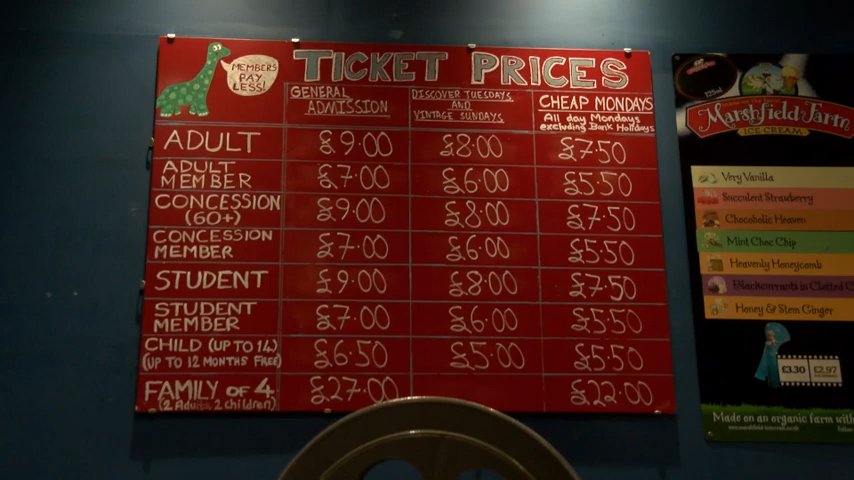 MEMBERS
PAY
LESS!
TICKET PRICES
GENERAL
ADMISSION
DISCOVER TUESDAYS
AND
VINTAGE SUNDAYS
CHEAP MONDAYS
All day Mondays
excluding Bank Holidays
ADULT £9.00 £8.00 £7.50
ADULT
MEMBER £7.00 £6.00 £5.50
CONCESSION
(60+) £9.00 £8.00 £7.50
CONCESSION
MEMBER £7.00 £6.00 £5.50
STUDENT £9.00 £8.00 £7.50
STUDENT
MEMBER £7.00 £6.00 £5.50
CHILD (UP TO 14)
(UP TO 12 MONTHS FREE) £6.50 £5.00 £5.50
FAMILY OF 4 £27.00 £22.00
(2 Adults, 2 children)
Marshfield Farm
ICE CREAM
Very Vanilla
Succulent Strawberry
Chocoholic Heaven
Mint Choc Chip
Heavenly Honeycomb
Blackcurrants in Clotted C
Honey & Stem Ginger
£3.30 £2.97
Made on an organic farm with